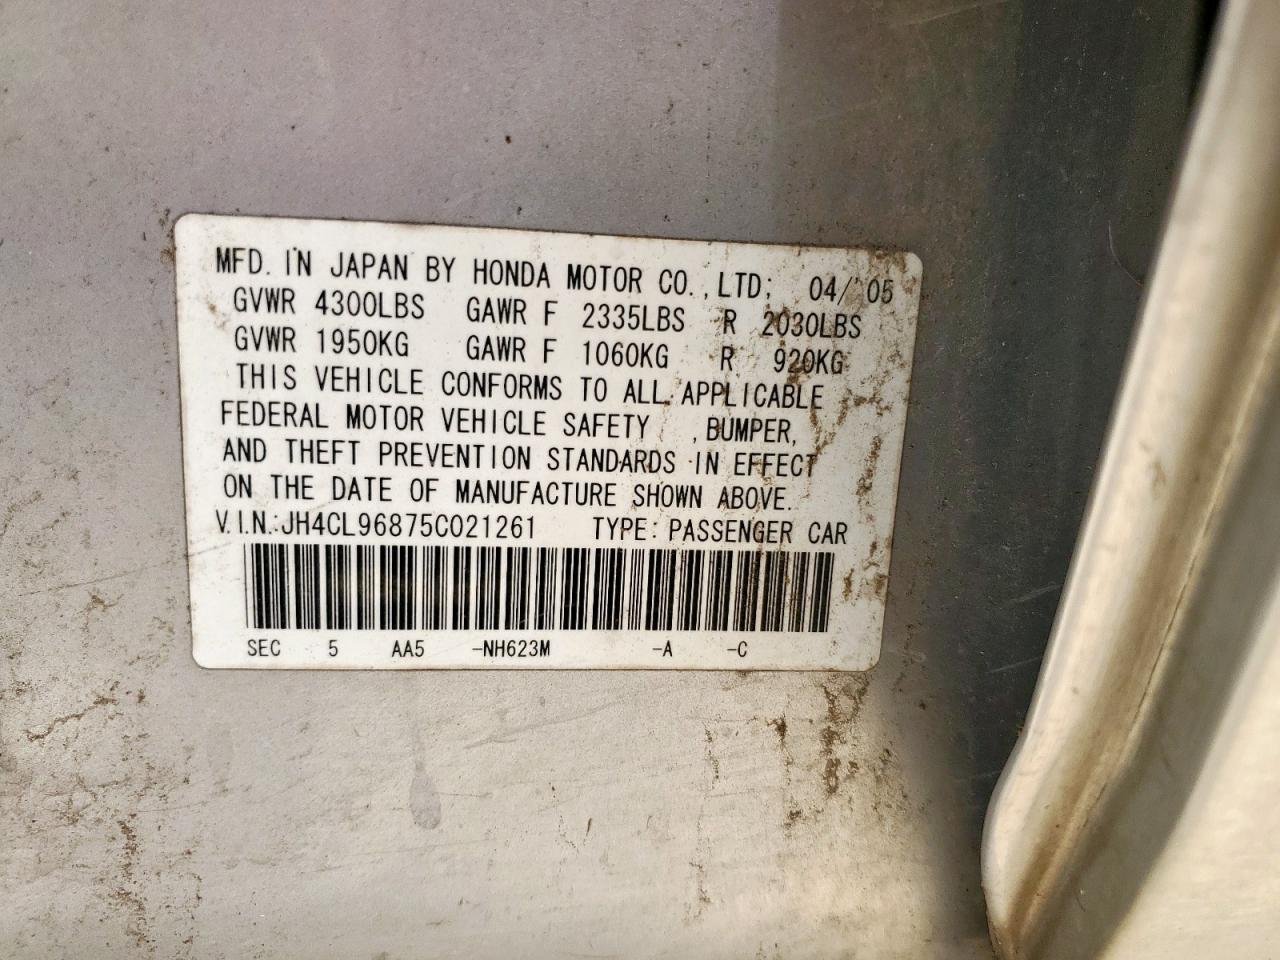 MFD. IN JAPAN BY HONDA MOTOR CO., LTD; 04/'05
GVWR 4300LBS GAWR F 2335LBS R 2030LBS
GVWR 1950KG GAWR F 1060KG R 920KG
THIS VEHICLE CONFORMS TO ALL APPLICABLE
FEDERAL MOTOR VEHICLE SAFETY , BUMPER,
AND THEFT PREVENTION STANDARDS IN EFFECT
ON THE DATE OF MANUFACTURE SHOWN ABOVE.
V.I.N.:JH4CL96875C021261 TYPE: PASSENGER CAR
SEC 5 AA5 -NH623M -A -C